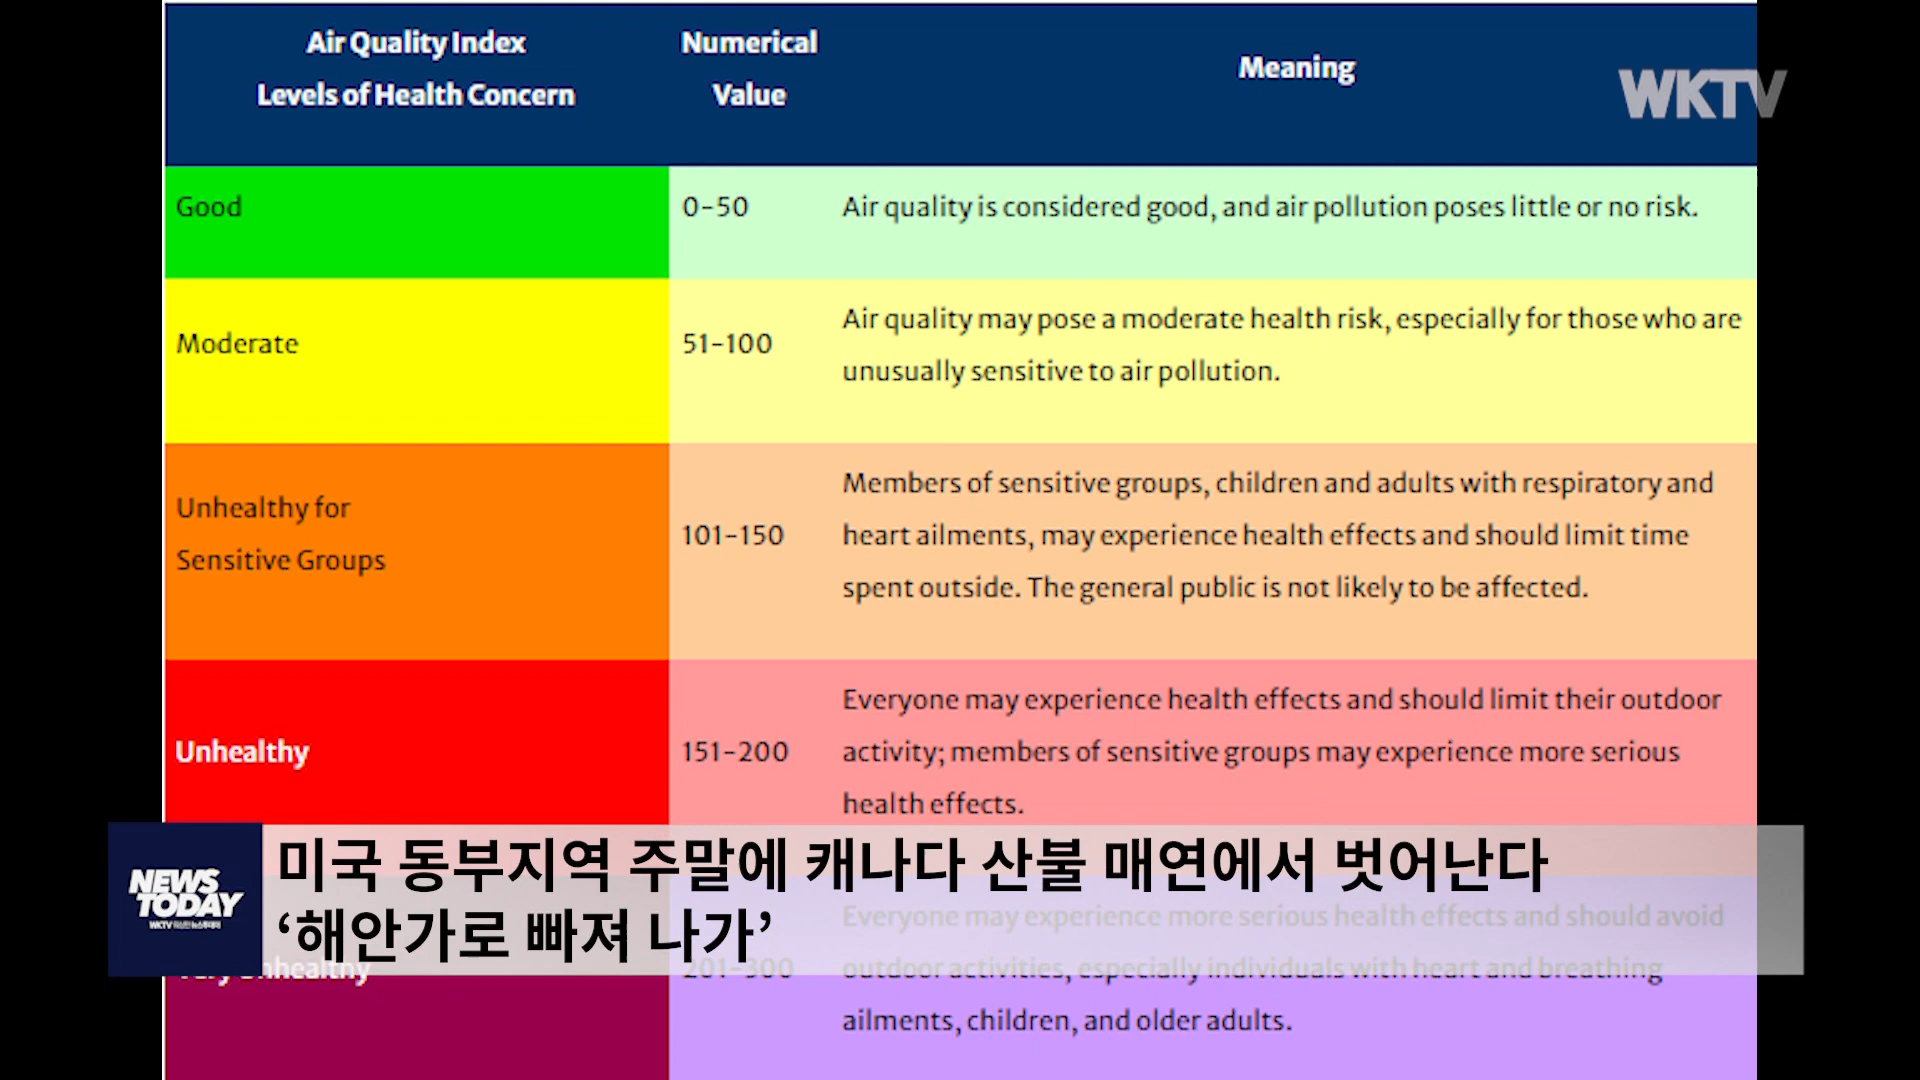 Air Quality Index
Levels of Health Concern
Numerical
Value
Meaning
WKTV
Good
0-50
Air quality is considered good, and air pollution poses little or no risk.
Moderate
51-100
Air quality may pose a moderate health risk, especially for those who are
unusually sensitive to air pollution.
Unhealthy for
Sensitive Groups
101-150
Members of sensitive groups, children and adults with respiratory and
heart ailments, may experience health effects and should limit time
spent outside. The general public is not likely to be affected.
Unhealthy
151-200
Everyone may experience health effects and should limit their outdoor
activity; members of sensitive groups may experience more serious
health effects.
NEWS
TODAY
WKTV
미국 동부지역 주말에 캐나다 산불 매연에서 벗어난다
‘해안가로 빠져 나가’
Very Unhealthy
201-300
Everyone may experience more serious health effects and should avoid
outdoor activities, especially individuals with heart and breathing
ailments, children, and older adults.